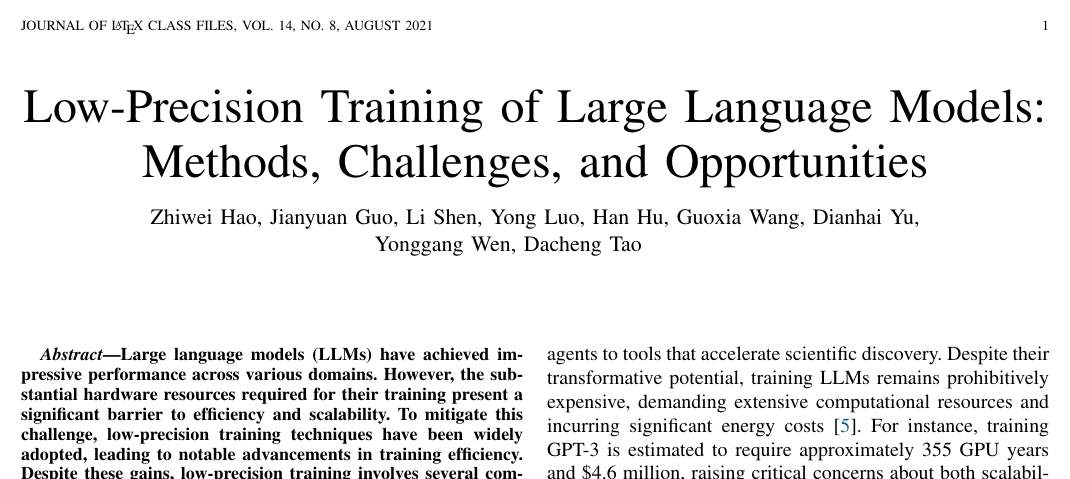 JOURNAL OF LATEX CLASS FILES, VOL. 14, NO. 8, AUGUST 2021
1
Low-Precision Training of Large Language Models:
Methods, Challenges, and Opportunities
Zhiwei Hao, Jianyuan Guo, Li Shen, Yong Luo, Han Hu, Guoxia Wang, Dianhai Yu,
Yonggang Wen, Dacheng Tao
Abstract—Large language models (LLMs) have achieved im-
pressive performance across various domains. However, the sub-
stantial hardware resources required for their training present a
significant barrier to efficiency and scalability. To mitigate this
challenge, low-precision training techniques have been widely
adopted, leading to notable advancements in training efficiency.
Despite these gains, low-precision training involves several com-
agents to tools that accelerate scientific discovery. Despite their
transformative potential, training LLMs remains prohibitively
expensive, demanding extensive computational resources and
incurring significant energy costs [5]. For instance, training
GPT-3 is estimated to require approximately 355 GPU years
and $4.6 million, raising critical concerns about both scalabil-